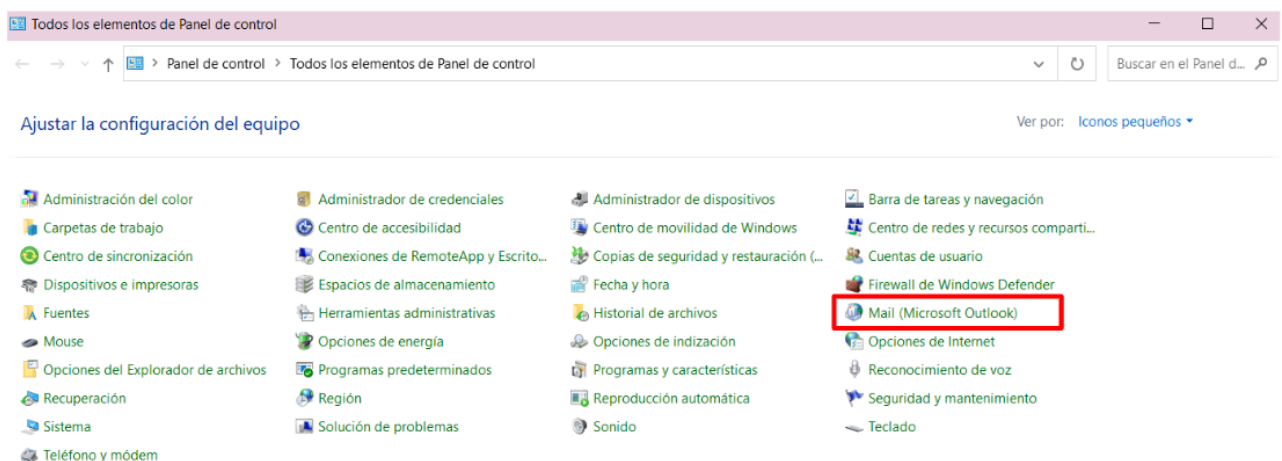 Todos los elementos de Panel de control
Panel de control > Todos los elementos de Panel de control
Buscar en el Panel d...
Ajustar la configuración del equipo
Ver por: Iconos pequeños
Administración del color
Administrador de credenciales
Administrador de dispositivos
Barra de tareas y navegación
Carpetas de trabajo
Centro de accesibilidad
Centro de movilidad de Windows
Centro de redes y recursos comparti...
Centro de sincronización
Conexiones de RemoteApp y Escrito...
Copias de seguridad y restauración (...
Cuentas de usuario
Dispositivos e impresoras
Espacios de almacenamiento
Fecha y hora
Firewall de Windows Defender
Fuentes
Herramientas administrativas
Historial de archivos
Mail (Microsoft Outlook)
Mouse
Opciones de energía
Opciones de indización
Opciones de Internet
Opciones del Explorador de archivos
Programas predeterminados
Programas y características
Reconocimiento de voz
Recuperación
Región
Reproducción automática
Seguridad y mantenimiento
Sistema
Solución de problemas
Sonido
Teclado
Teléfono y módem